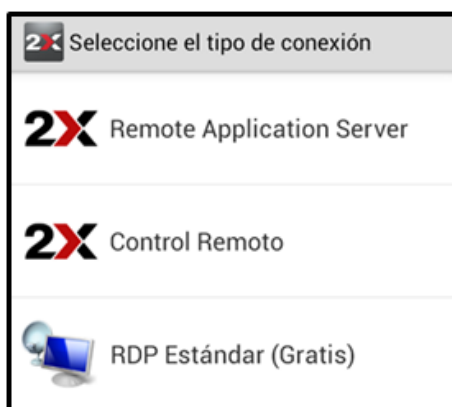 2X Seleccione el tipo de conexión
2X Remote Application Server
2X Control Remoto
RDP Estándar (Gratis)